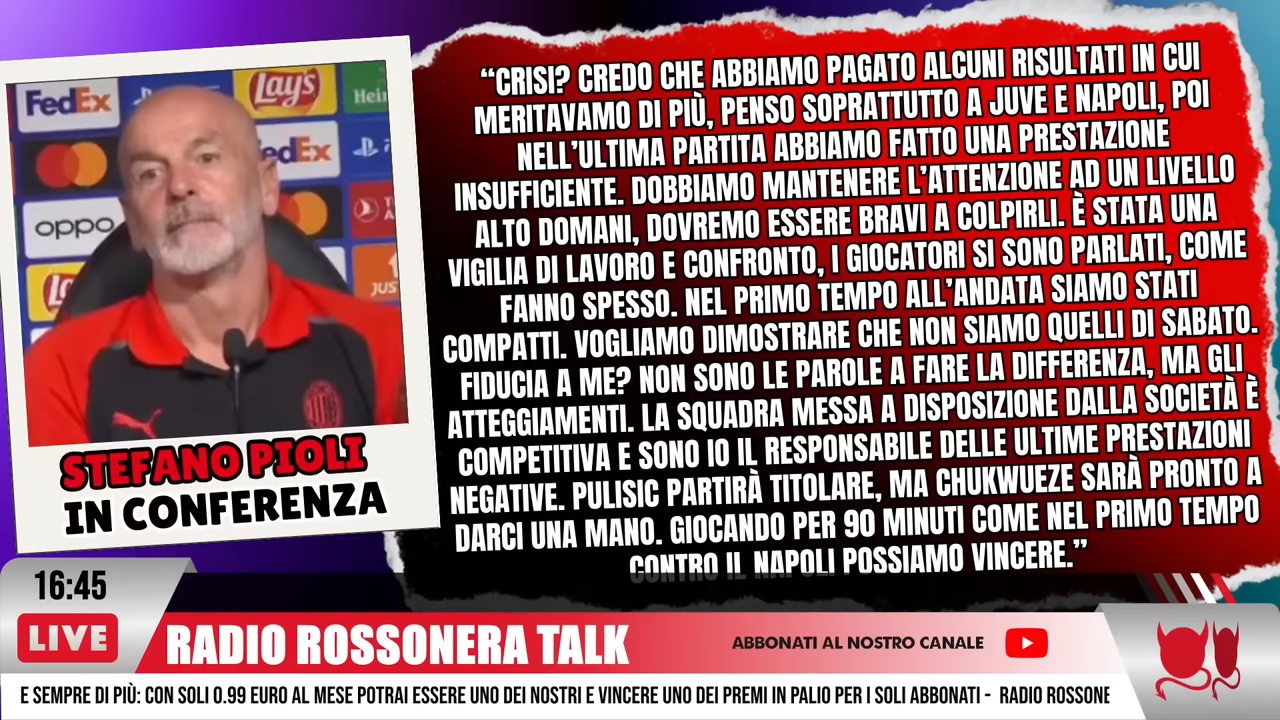 FedEx
Lay's
Hein
FedEx
oppo
“CRISI? CREDO CHE ABBIAMO PAGATO ALCUNI RISULTATI IN CUI
MERITAVAMO DI PIÙ, PENSO SOPRATTUTTO A JUVE E NAPOLI, POI
NELL'ULTIMA PARTITA ABBIAMO FATTO UNA PRESTAZIONE
INSUFFICIENTE. DOBBIAMO MANTENERE L'ATTENZIONE AD UN LIVELLO
ALTO DOMANI, DOVREMO ESSERE BRAVI A COLPIRLI. È STATA UNA
VIGILIA DI LAVORO E CONFRONTO, I GIOCATORI SI SONO PARLATI, COME
FANNO SPESSO. NEL PRIMO TEMPO ALL'ANDATA SIAMO STATI
COMPATTI. VOGLIAMO DIMOSTRARE CHE NON SIAMO QUELLI DI SABATO.
FIDUCIA A ME? NON SONO LE PAROLE A FARE LA DIFFERENZA, MA GLI
ATTEGGIAMENTI. LA SQUADRA MESSA A DISPOSIZIONE DALLA SOCIETÀ È
COMPETITIVA E SONO IO IL RESPONSABILE DELLE ULTIME PRESTAZIONI
NEGATIVE. PULISIC PARTIRÀ TITOLARE, MA CHUKWUEZE SARÀ PRONTO A
DARCI UNA MANO. GIOCANDO PER 90 MINUTI COME NEL PRIMO TEMPO
CONTRO IL NAPOLI POSSIAMO VINCERE.”
STEFANO PIOLI
IN CONFERENZA
16:45
LIVE
RADIO ROSSONERA TALK
ABBONATI AL NOSTRO CANALE
E SEMPRE DI PIÙ: CON SOLI 0.99 EURO AL MESE POTRAI ESSERE UNO DEI NOSTRI E VINCERE UNO DEI PREMI IN PALIO PER I SOLI ABBONATI - RADIO ROSSONE